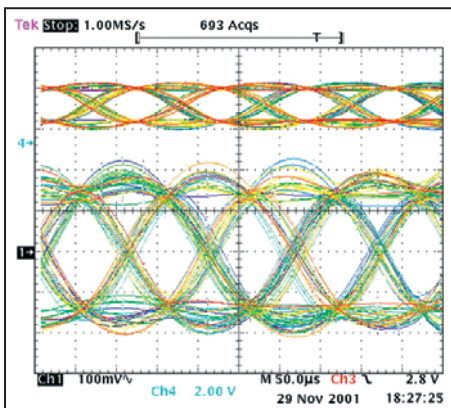 Tek Stop: 1.00MS/s 693 Acqs
T
4
1
Ch1 100mV M 50.0μs Ch3 2.8 V
Ch4 2.00 V
29 Nov 2001
18:27:25